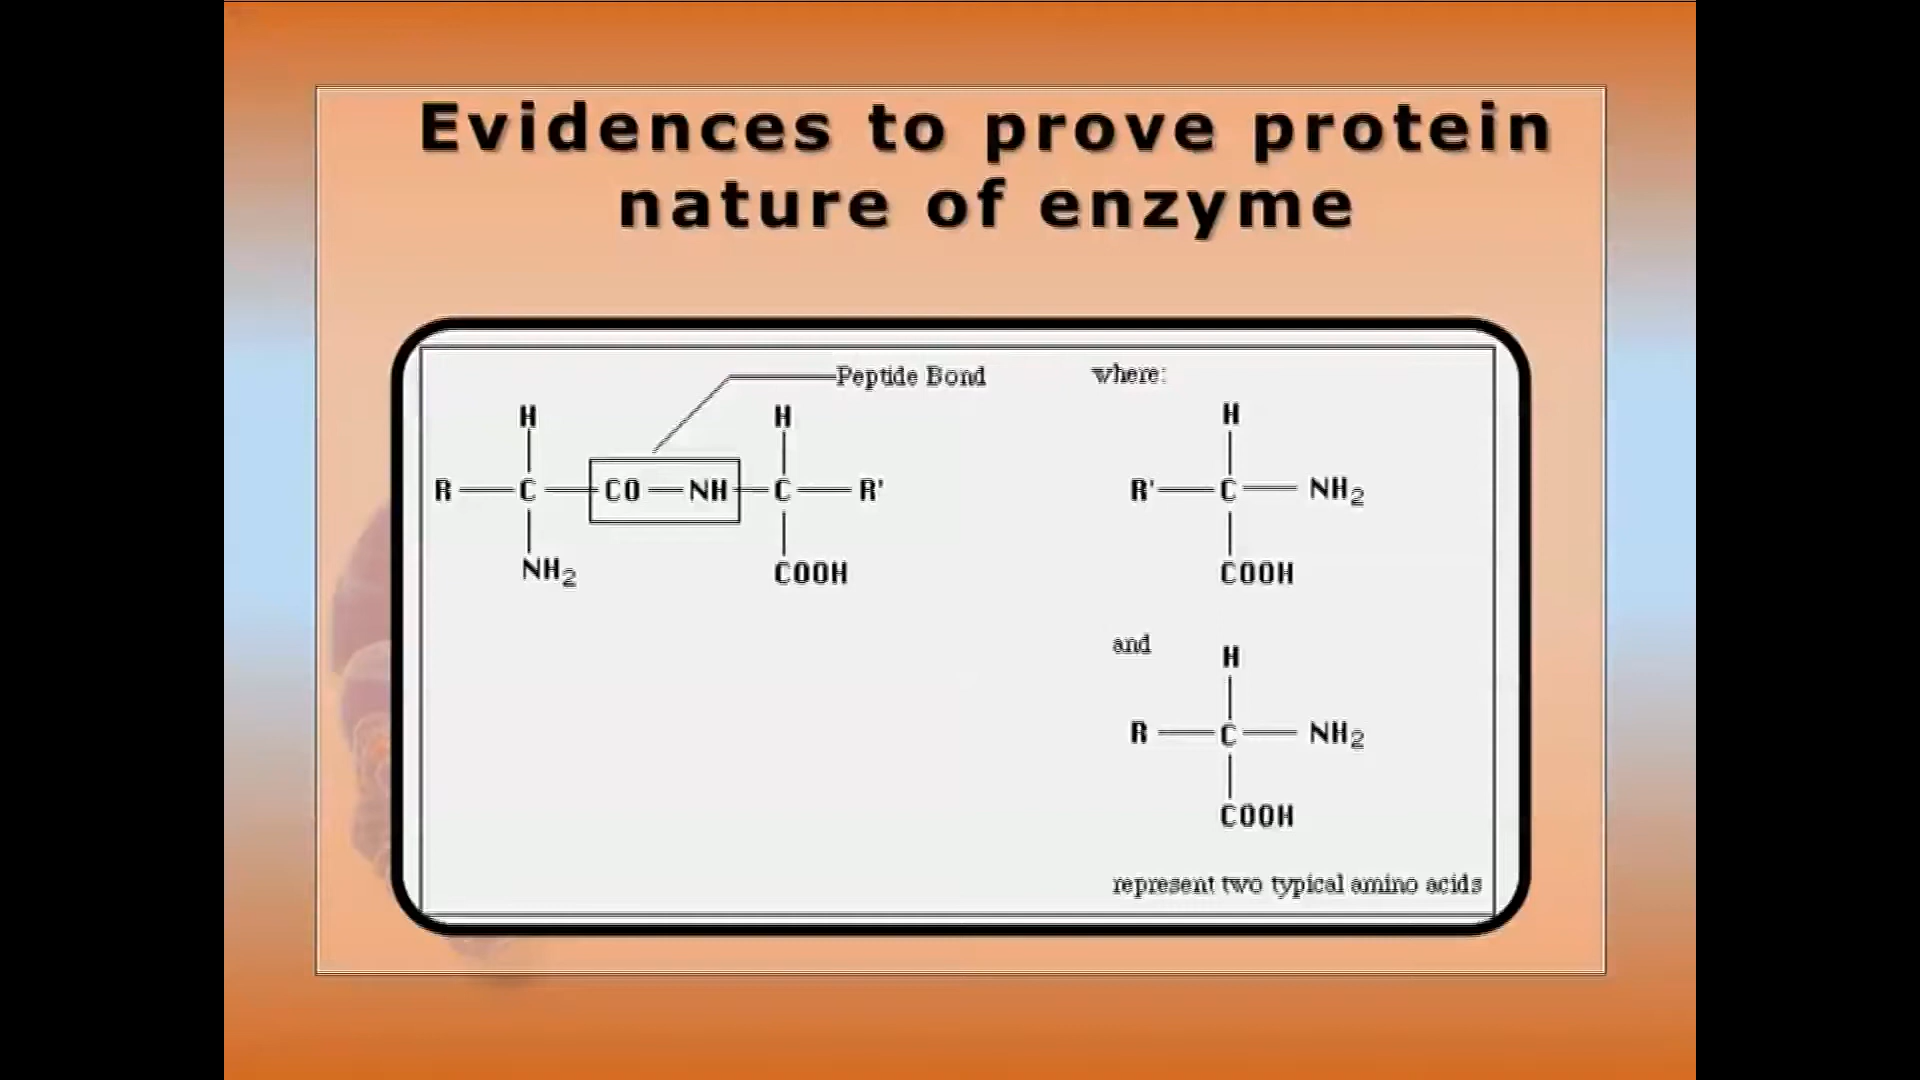 Evidences to prove protein
nature of enzyme
Peptide Bond
where:
H
H
R — C — CO — NH — C — R'
NH2
COOH
H
R' — C — NH2
COOH
and
H
R — C — NH2
COOH
represent two typical amino acids